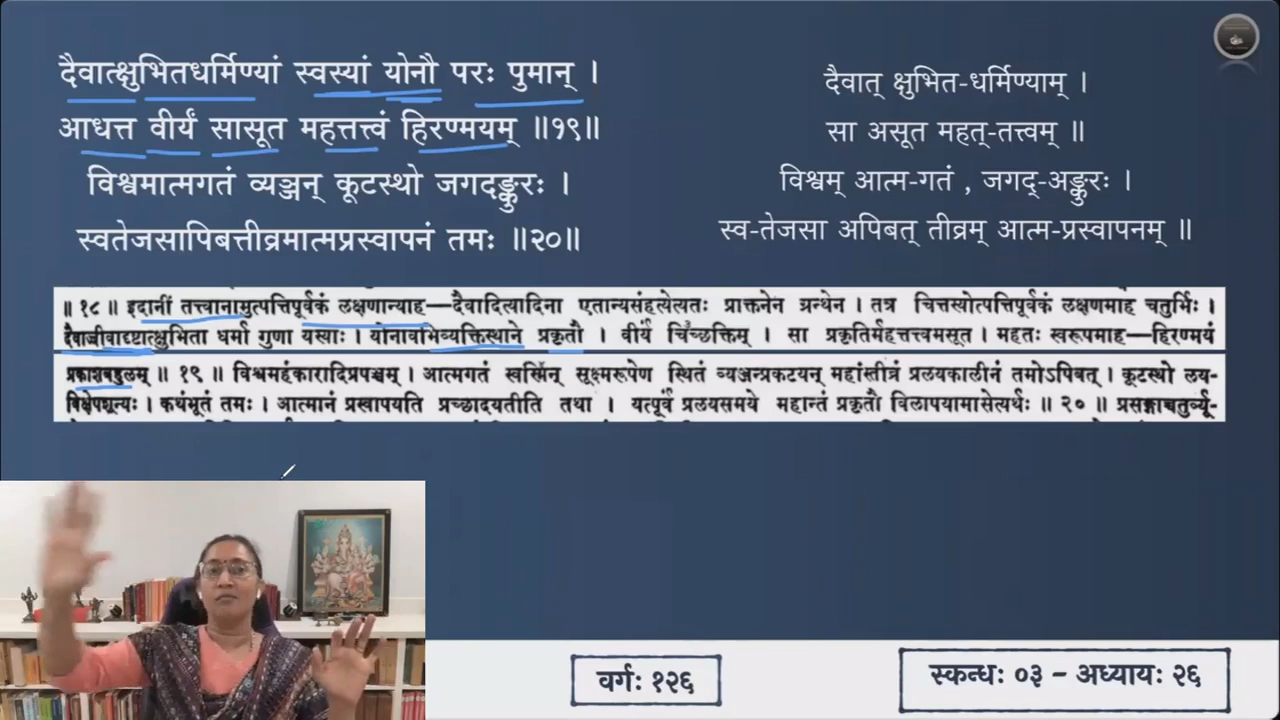 दैवात्क्षुभितधर्मिण्यां स्वस्यां योनौ परः पुमान् ।
आधत्त वीर्यं सासूत महत्तत्त्वं हिरण्मयम् ॥१९॥
विश्वमात्मगतं व्यञ्जन् कूटस्थो जगदङ्कुरः ।
स्वतेजसापिबत्तीव्रमात्मप्रस्वापनं तमः ॥२०॥
दैवात् क्षुभित-धर्मिण्याम् ।
सा असूत महत्-तत्त्वम् ॥
विश्वम् आत्म-गतं , जगद्-अङ्कुरः ।
स्व-तेजसा अपिबत् तीव्रम् आत्म-प्रस्वापनम् ॥
॥ १८ ॥ इदानीं तत्त्वानामुत्पत्तिपूर्वकं लक्षणान्याह—दैवादित्यादिना एतान्यसंहत्येत्यतः प्राक्तनेन ग्रन्थेन । तत्र चित्तस्योत्पत्तिपूर्वकं लक्षणमाह चतुर्भिः ।
दैवाज्जीवादृष्टात्क्षुभिता धर्मा गुणा यस्याः । योनावभिव्यक्तिस्थाने प्रकृतौ । वीर्यं चिच्छक्तिम् । सा प्रकृतिर्महत्तत्त्वमसूत । महतः स्वरूपमाह—हिरण्मयं
प्रकाशबहुलम् ॥ १९ ॥ विश्वमहंकारादिप्रपञ्चम् । आत्मगतं स्वस्मिन् सूक्ष्मरूपेण स्थितं व्यञ्जन्प्रकटयन् महांस्तीव्रं प्रलयकालीनं तमोऽपिबत् । कूटस्थो लय-
विक्षेपशून्यः । कथंभूतं तमः । आत्मानं प्रस्वापयति प्रच्छादयतीति तथा । यत्पूर्वं प्रलयसमये महान्तं प्रकृतौ विलापयामासेत्यर्थः ॥ २० ॥ प्रसङ्गाच्चतुर्व्यू-
वर्गः १२६
स्कन्धः ०३ – अध्यायः २६